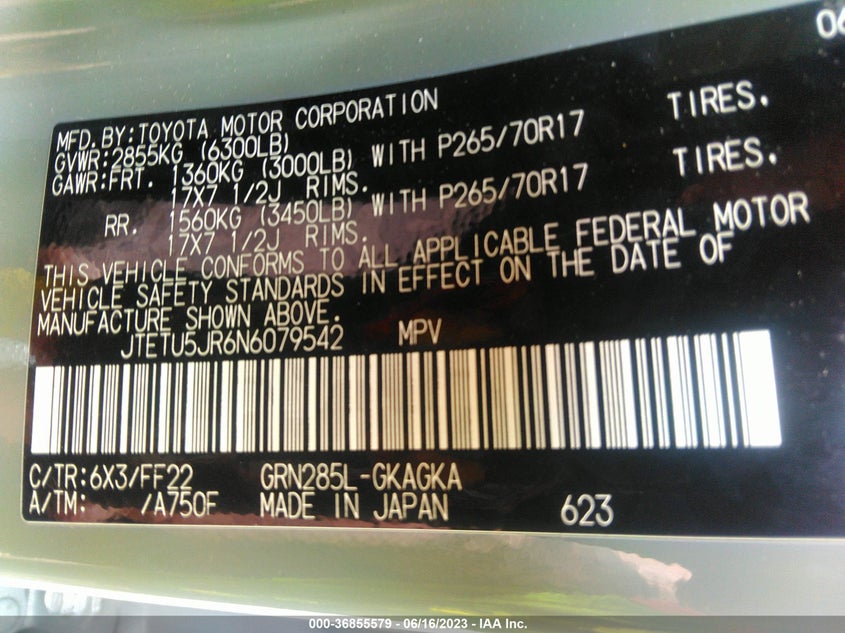 06
MFD.BY:TOYOTA MOTOR CORPORATION
GVWR:2855KG (6300LB)
GAWR:FRT. 1360KG (3000LB) WITH P265/70R17 TIRES.
17X7 1/2J RIMS.
RR. 1560KG (3450LB) WITH P265/70R17 TIRES.
17X7 1/2J RIMS.
THIS VEHICLE CONFORMS TO ALL APPLICABLE FEDERAL MOTOR
VEHICLE SAFETY STANDARDS IN EFFECT ON THE DATE OF
MANUFACTURE SHOWN ABOVE.
JTETU5JR6N6079542 MPV
C/TR:6X3/FF22 GRN285L-GKAGKA
A/TM: /A750F MADE IN JAPAN 623
000-36855579 - 06/16/2023 - IAA Inc.